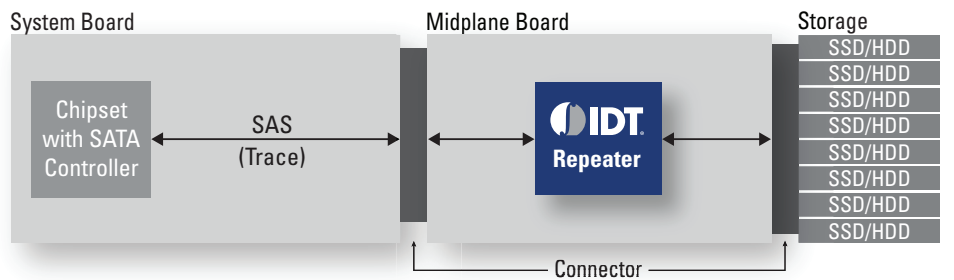 System Board
Midplane Board
Storage
Chipset
with SATA
Controller
SAS
(Trace)
IDT.
Repeater
SSD/HDD
SSD/HDD
SSD/HDD
SSD/HDD
SSD/HDD
SSD/HDD
SSD/HDD
SSD/HDD
Connector